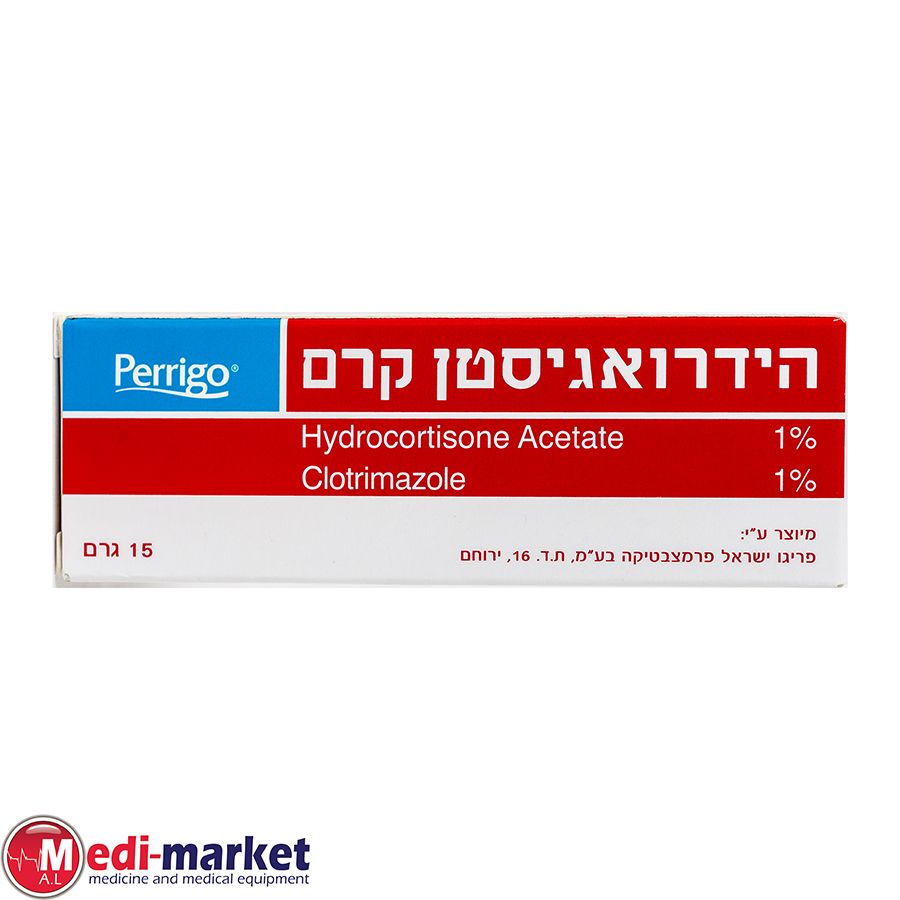 Perrigo®
הידרואגיסטן קרם
Hydrocortisone Acetate 1%
Clotrimazole 1%
מיוצר ע״י:
פריגו ישראל פרמצבטיקה בע״מ, ת.ד. 16, ירוחם
15 גרם
Medi-market
A.L
medicine and medical equipment